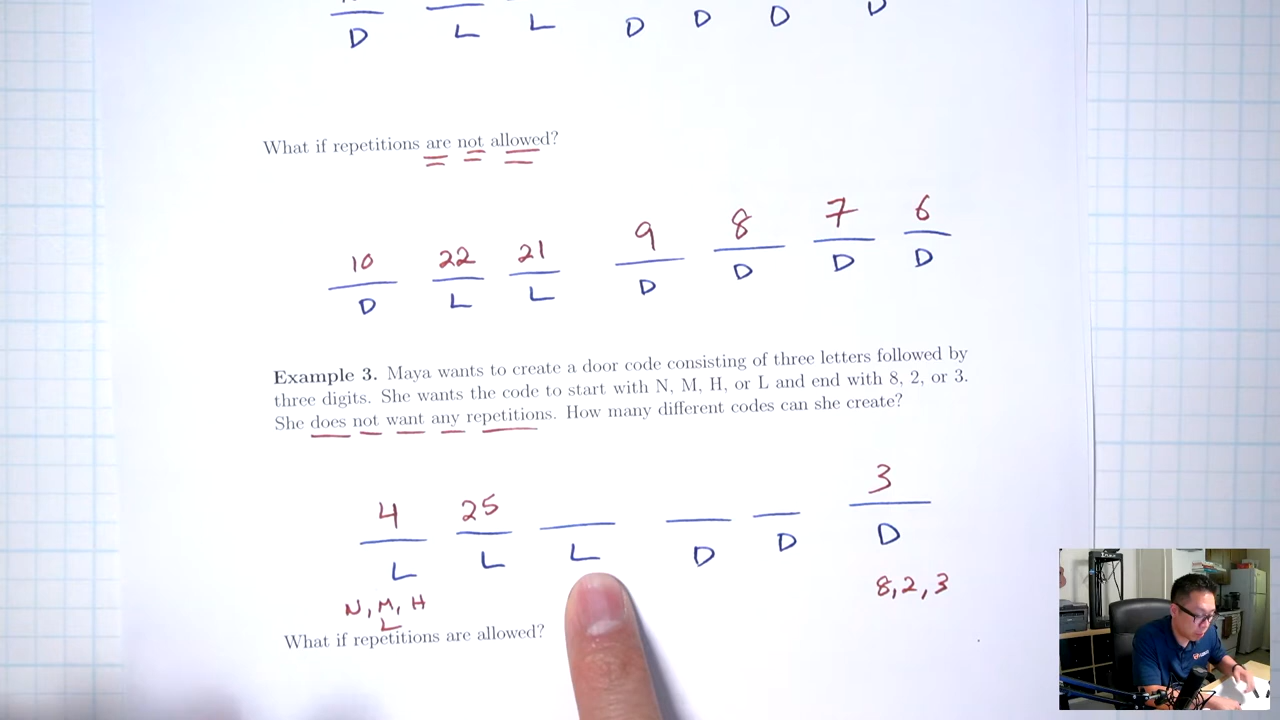 D L L D D D D
What if repetitions are not allowed?
10 22 21 9 8 7 6
D L L D D D D
Example 3. Maya wants to create a door code consisting of three letters followed by
three digits. She wants the code to start with N, M, H, or L and end with 8, 2, or 3.
She does not want any repetitions. How many different codes can she create?
4 25 3
L L L D D D
N, M, H 8, 2, 3
L
What if repetitions are allowed?